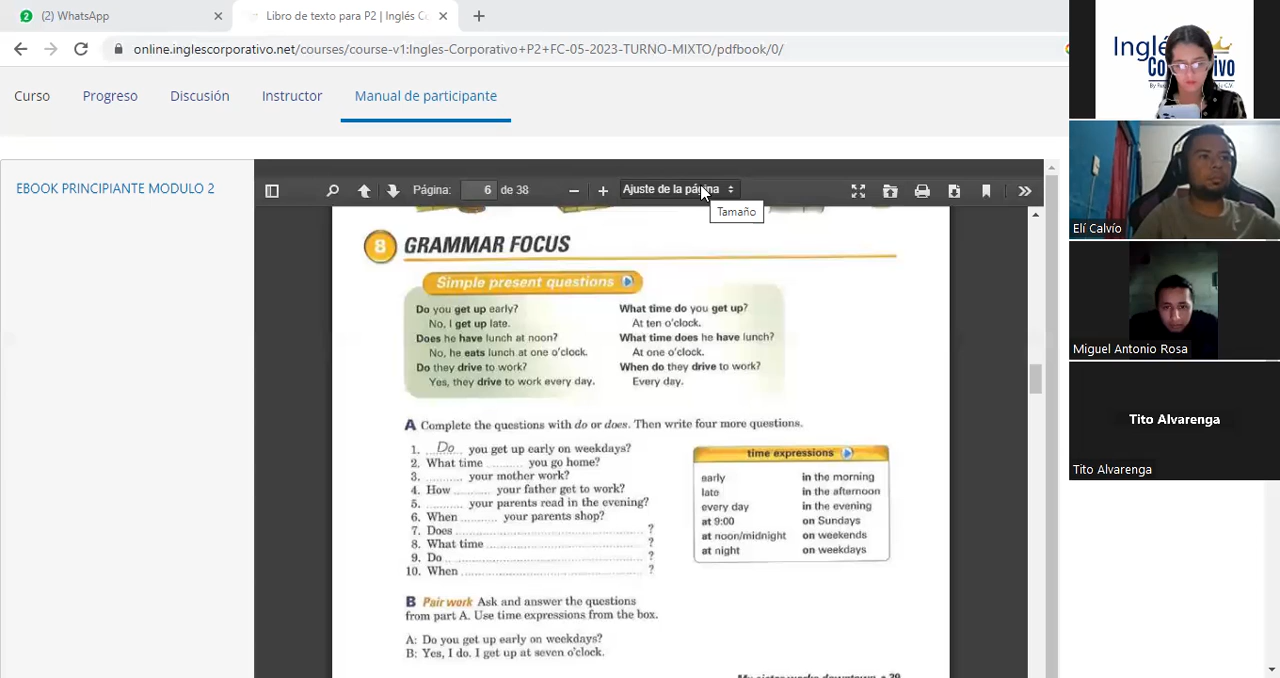 2 (2) WhatsApp × Libro de texto para P2 | Inglés Co × +
online.inglescorporativo.net/courses/course-v1:Ingles-Corporativo+P2+FC-05-2023-TURNO-MIXTO/pdfbook/0/
Curso Progreso Discusión Instructor Manual de participante
EBOOK PRINCIPIANTE MODULO 2
Página: 6 de 38 Ajuste de la página
Tamaño
8 GRAMMAR FOCUS
Simple present questions
Do you get up early?
No, I get up late.
Does he have lunch at noon?
No, he eats lunch at one o'clock.
Do they drive to work?
Yes, they drive to work every day.
What time do you get up?
At ten o'clock.
What time does he have lunch?
At one o'clock.
When do they drive to work?
Every day.
A Complete the questions with do or does. Then write four more questions.
1. Do you get up early on weekdays?
2. What time ........ you go home?
3. ........ your mother work?
4. How ........ your father get to work?
5. ........ your parents read in the evening?
6. When ........ your parents shop?
7. Does ........ ?
8. What time ........ ?
9. Do ........ ?
10. When ........ ?
time expressions
early in the morning
late in the afternoon
every day in the evening
at 9:00 on Sundays
at noon/midnight on weekends
at night on weekdays
B Pair work Ask and answer the questions
from part A. Use time expressions from the box.
A: Do you get up early on weekdays?
B: Yes, I do. I get up at seven o'clock.
My sister works downtown • 39
Elí Calvío
Miguel Antonio Rosa
Tito Alvarenga
Tito Alvarenga